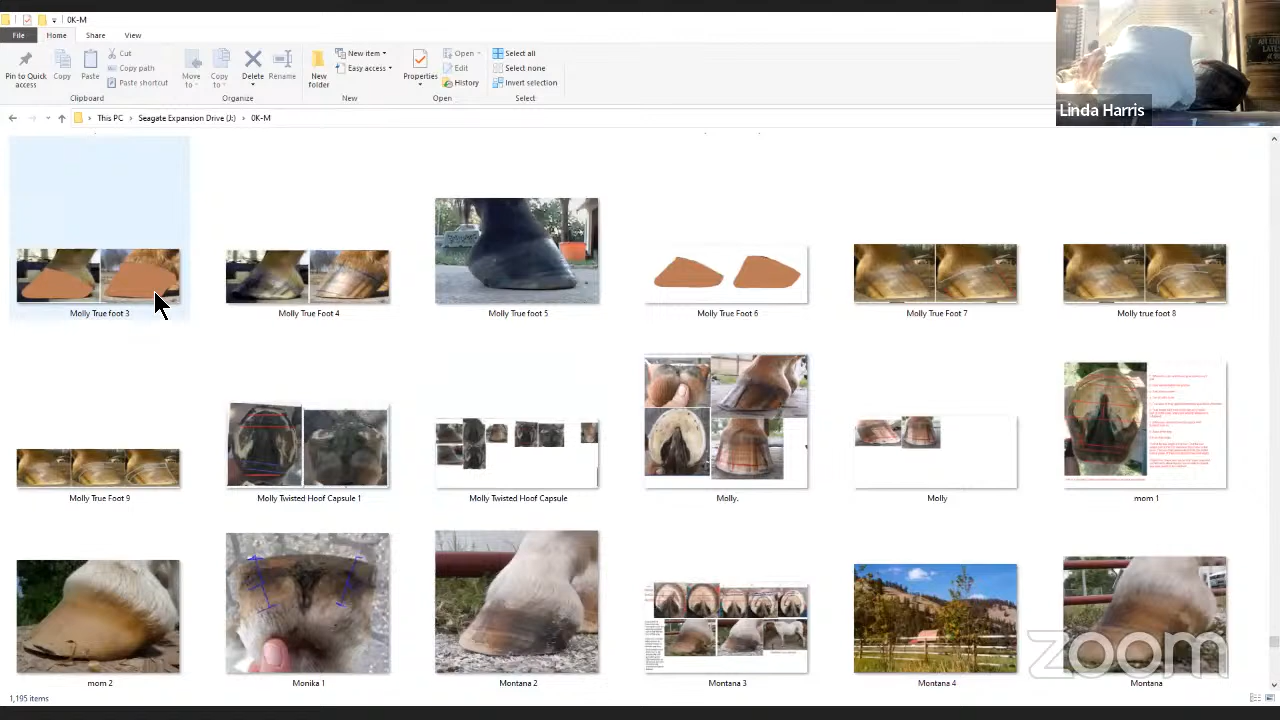 0K-M
File Home Share View
Pin to Quick access
Copy
Paste
Cut
Copy path
Paste shortcut
Clipboard
Move to
Copy to
Delete
Rename
Organize
New folder
New item
Easy access
New
Properties
Open
Edit
History
Open
Select all
Select none
Invert selection
Select
This PC › Seagate Expansion Drive (J:) › 0K-M
Linda Harris
Molly True foot 3
Molly True Foot 4
Molly True foot 5
Molly True Foot 6
Molly True Foot 7
Molly true foot 8
Molly True Foot 9
Molly Twisted Hoof Capsule 1
Molly Twisted Hoof Capsule
Molly.
Molly
mom 1
mom 2
Monika 1
Montana 2
Montana 3
Montana 4
Montana
1,195 items
zoom